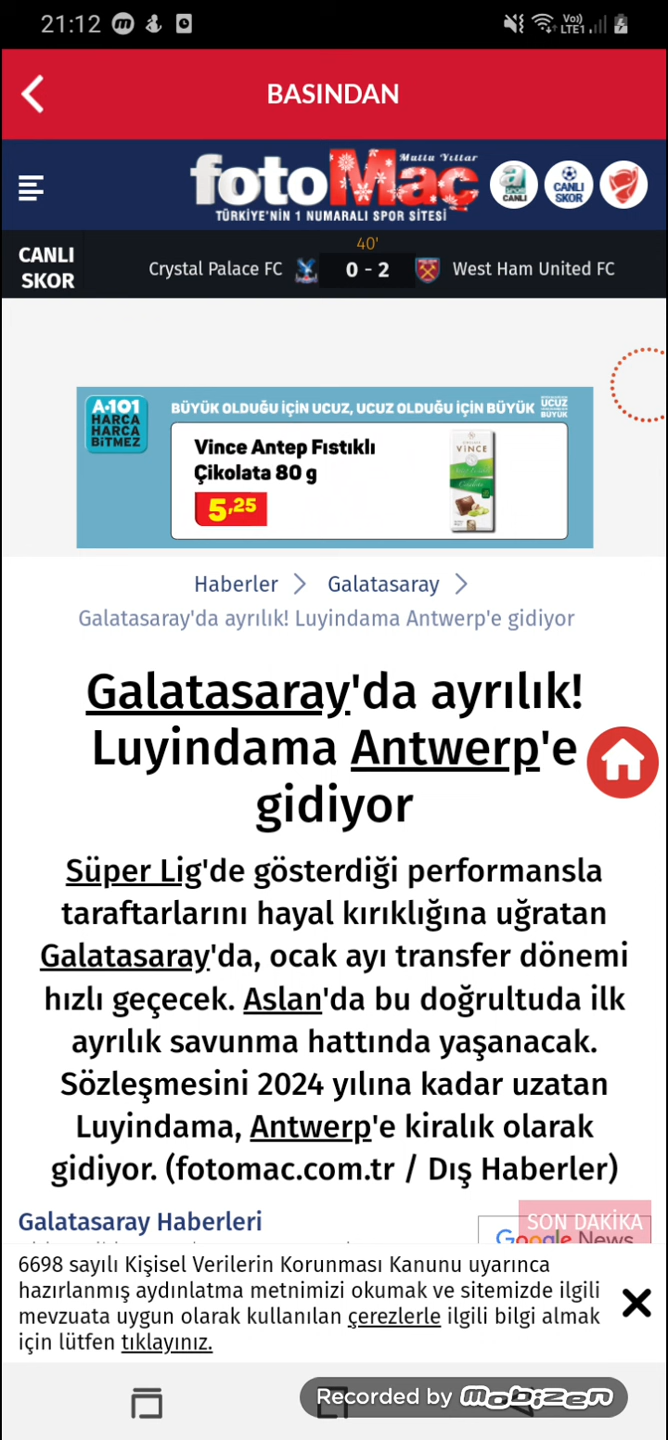 21:12
Vo)
LTE1
BASINDAN
fotoMaç
Mutlu Yıllar
TÜRKİYE'NİN 1 NUMARALI SPOR SİTESİ
a SPOR CANLI
CANLI
SKOR
CANLI
SKOR
40'
Crystal Palace FC 0 - 2 West Ham United FC
A-101
HARCA
HARCA
BİTMEZ
BÜYÜK OLDUĞU İÇİN UCUZ, UCUZ OLDUĞU İÇİN BÜYÜK
UCUZ
BÜYÜK
Vince Antep Fıstıklı
Çikolata 80 g
5,25
VINCE
Haberler > Galatasaray >
Galatasaray'da ayrılık! Luyindama Antwerp'e gidiyor
Galatasaray'da ayrılık!
Luyindama Antwerp'e
gidiyor
Süper Lig'de gösterdiği performansla
taraftarlarını hayal kırıklığına uğratan
Galatasaray'da, ocak ayı transfer dönemi
hızlı geçecek. Aslan'da bu doğrultuda ilk
ayrılık savunma hattında yaşanacak.
Sözleşmesini 2024 yılına kadar uzatan
Luyindama, Antwerp'e kiralık olarak
gidiyor. (fotomac.com.tr / Dış Haberler)
Galatasaray Haberleri
SON DAKİKA
Google News
6698 sayılı Kişisel Verilerin Korunması Kanunu uyarınca
hazırlanmış aydınlatma metnimizi okumak ve sitemizde ilgili
mevzuata uygun olarak kullanılan çerezlerle ilgili bilgi almak
için lütfen tıklayınız.
Recorded by mobizen